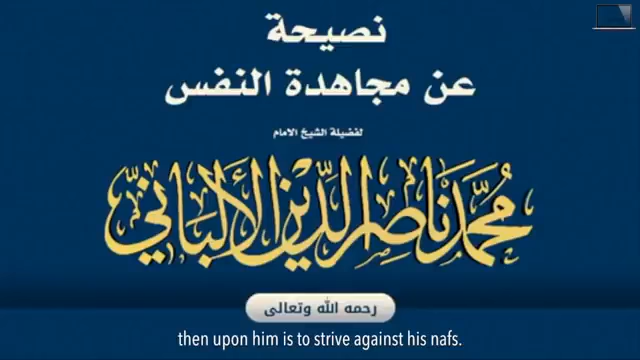 نصيحة
عن مجاهدة النفس
لفضيلة الشيخ الامام
محمد ناصر الدين الألباني
رحمه الله وتعالى
then upon him is to strive against his nafs.